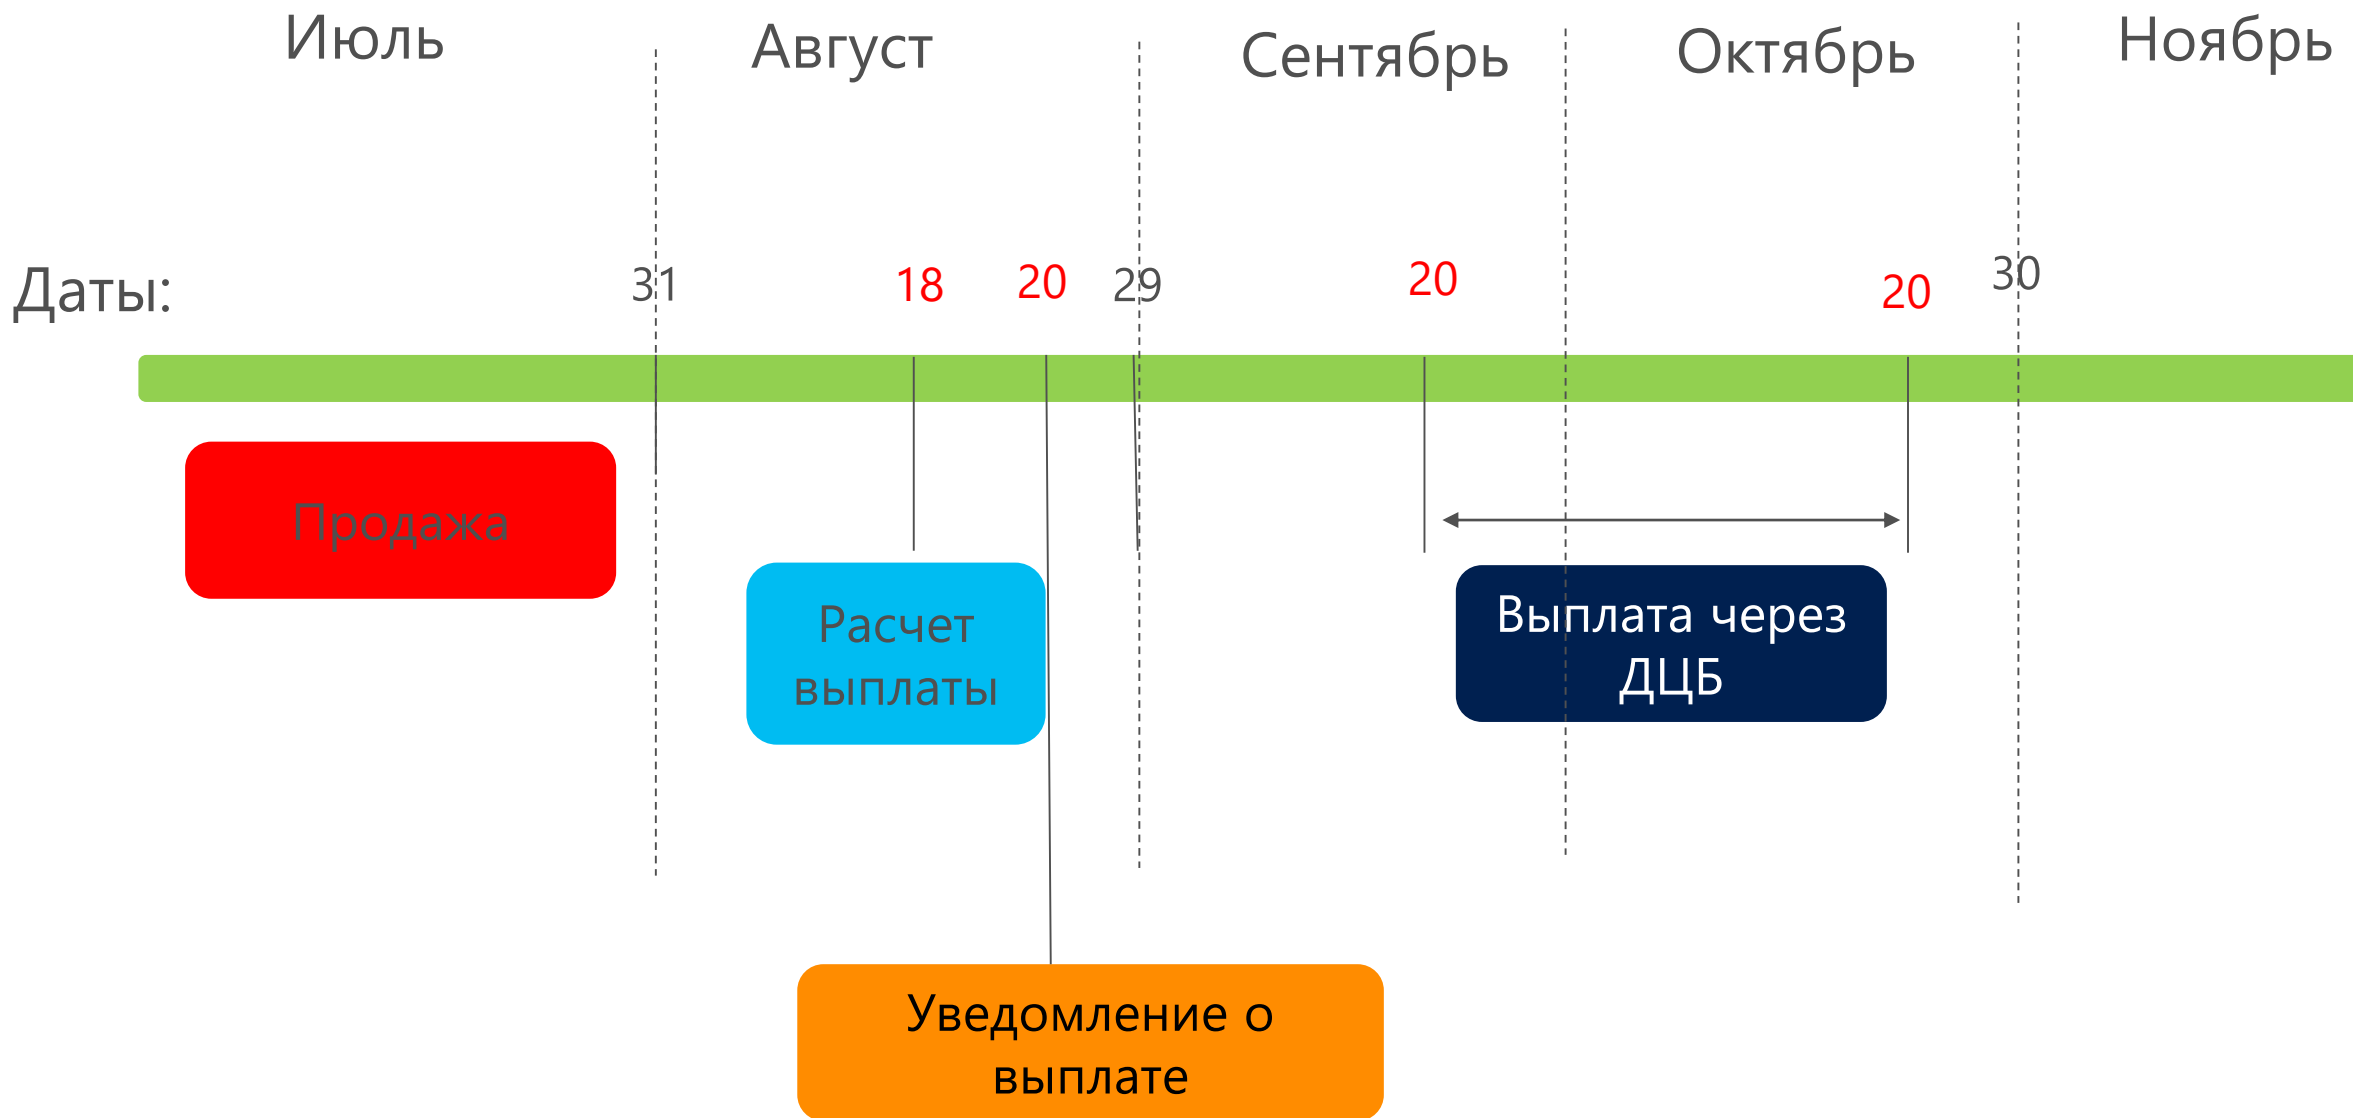 Июль
Август
Сентябрь
Октябрь
Ноябрь
Даты:
31
18
20
29
20
20
30
Продажа
Расчет
выплаты
Выплата через
ДЦБ
Уведомление о
выплате